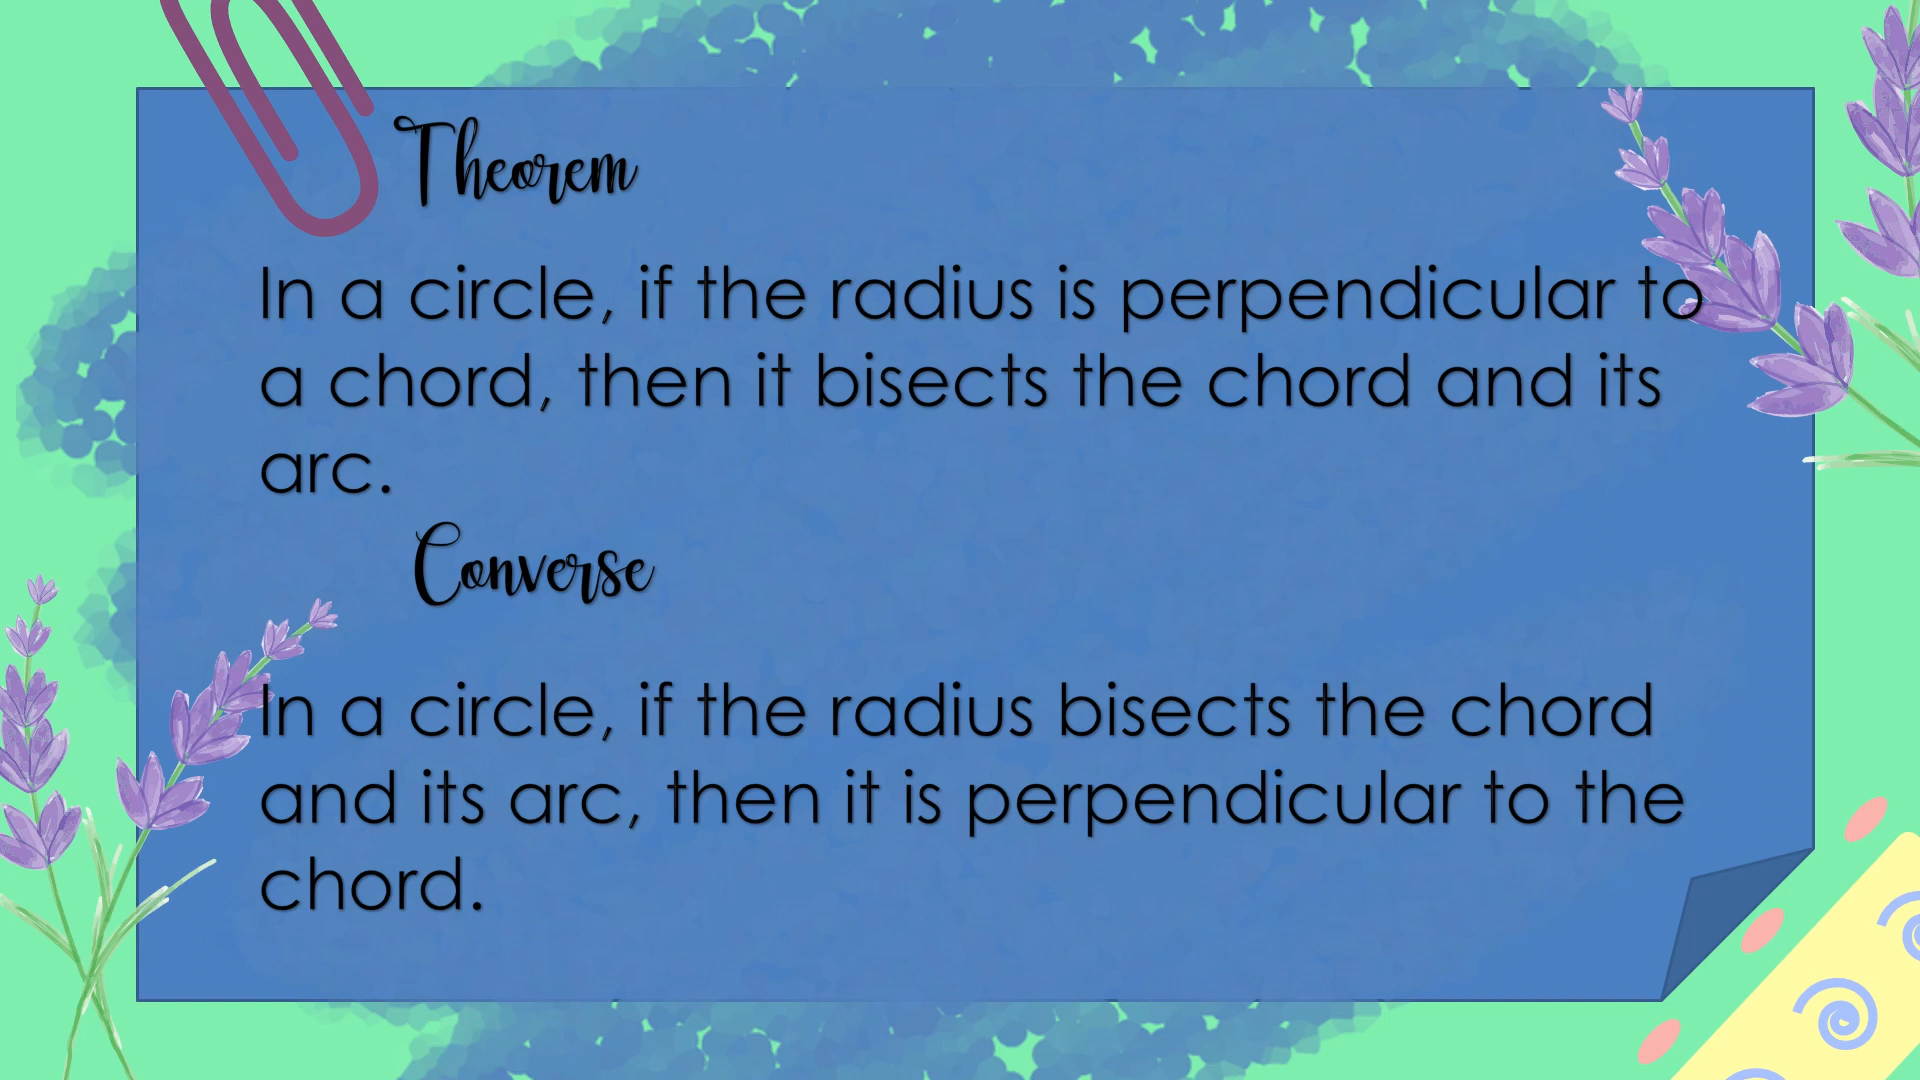 Theorem
In a circle, if the radius is perpendicular to
a chord, then it bisects the chord and its
arc.
Converse
In a circle, if the radius bisects the chord
and its arc, then it is perpendicular to the
chord.